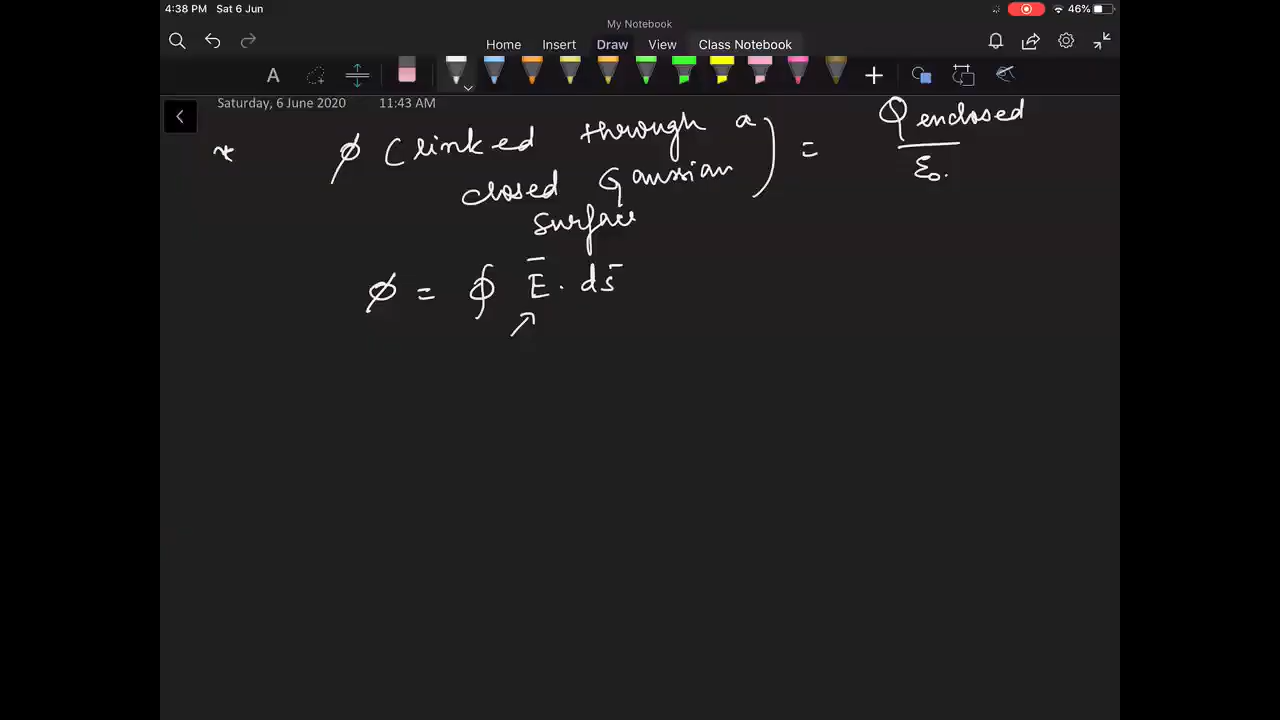 4:38 PM Sat 6 Jun 46%
My Notebook
Home Insert Draw View Class Notebook
A
Saturday, 6 June 2020 11:43 AM
* φ (linked through a closed Gaussian surface) = Q enclosed / ε₀.
φ = ∮ E̅ . ds̅